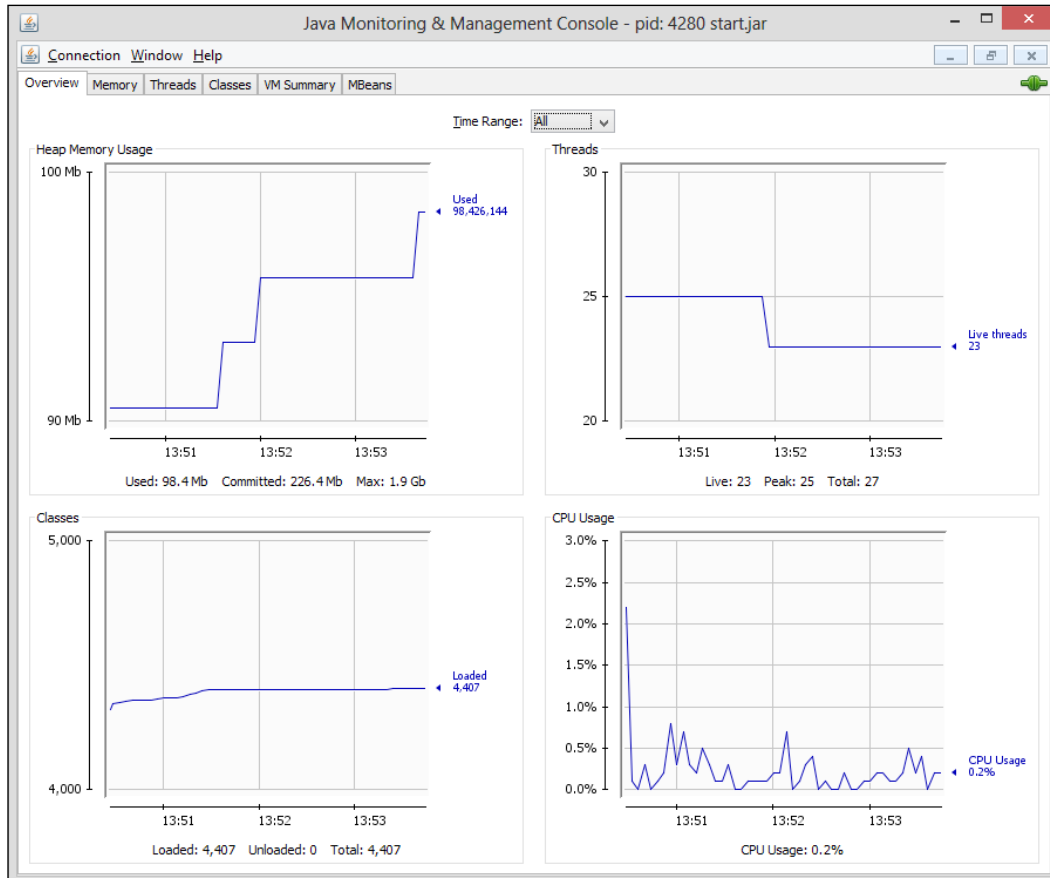 Java Monitoring & Management Console - pid: 4280 start.jar
Connection Window Help
Overview Memory Threads Classes VM Summary MBeans
Time Range: All
Heap Memory Usage
100 Mb
90 Mb
Used
98,426,144
13:51 13:52 13:53
Used: 98.4 Mb Committed: 226.4 Mb Max: 1.9 Gb
Threads
30
25
20
Live threads
23
13:51 13:52 13:53
Live: 23 Peak: 25 Total: 27
Classes
5,000
4,000
Loaded
4,407
13:51 13:52 13:53
Loaded: 4,407 Unloaded: 0 Total: 4,407
CPU Usage
3.0%
2.5%
2.0%
1.5%
1.0%
0.5%
0.0%
CPU Usage
0.2%
13:51 13:52 13:53
CPU Usage: 0.2%